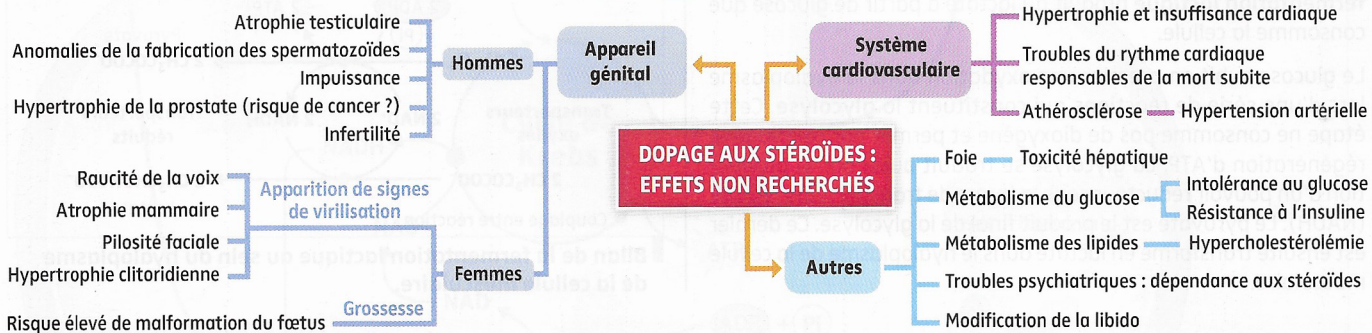 Atrophie testiculaire
Anomalies de la fabrication des spermatozoïdes
Impuissance
Hypertrophie de la prostate (risque de cancer ?)
Infertilité
Hommes
Appareil
génital
Raucité de la voix
Atrophie mammaire
Pilosité faciale
Hypertrophie clitoridienne
Apparition de signes
de virilisation
Femmes
Grossesse
Risque élevé de malformation du fœtus
DOPAGE AUX STÉROÏDES :
EFFETS NON RECHERCHÉS
Système
cardiovasculaire
Hypertrophie et insuffisance cardiaque
Troubles du rythme cardiaque
responsables de la mort subite
Athérosclérose
Hypertension artérielle
Autres
Foie
Toxicité hépatique
Métabolisme du glucose
Intolérance au glucose
Résistance à l'insuline
Métabolisme des lipides
Hypercholestérolémie
Troubles psychiatriques : dépendance aux stéroïdes
Modification de la libido